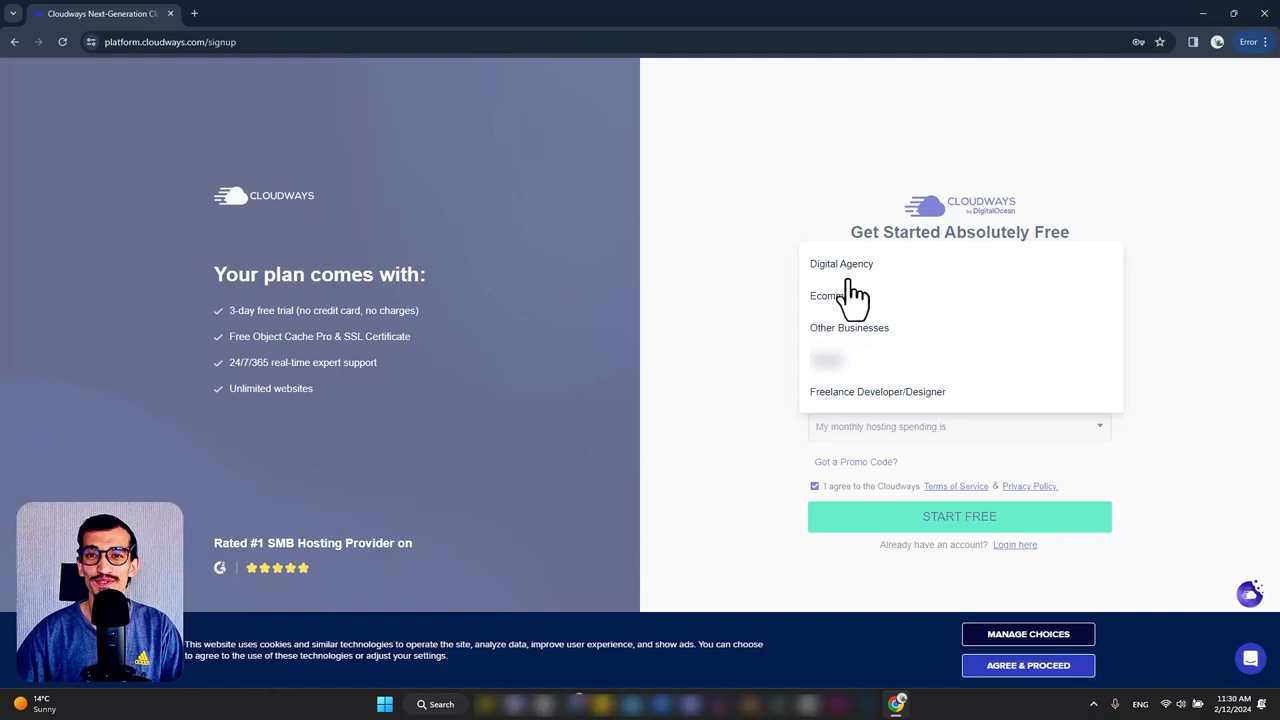 Cloudways Next-Generation C
platform.cloudways.com/signup
Error
CLOUDWAYS
Your plan comes with:
3-day free trial (no credit card, no charges)
Free Object Cache Pro & SSL Certificate
24/7/365 real-time expert support
Unlimited websites
Rated #1 SMB Hosting Provider on
CLOUDWAYS
by DigitalOcean
Get Started Absolutely Free
Digital Agency
Other Businesses
Freelance Developer/Designer
My monthly hosting spending is
Got a Promo Code?
I agree to the Cloudways Terms of Service & Privacy Policy.
START FREE
Already have an account? Login here
This website uses cookies and similar technologies to operate the site, analyze data, improve user experience, and show ads. You can choose
to agree to the use of these technologies or adjust your settings.
MANAGE CHOICES
AGREE & PROCEED
14°C
Sunny
Search
ENG
11:30 AM
2/12/2024